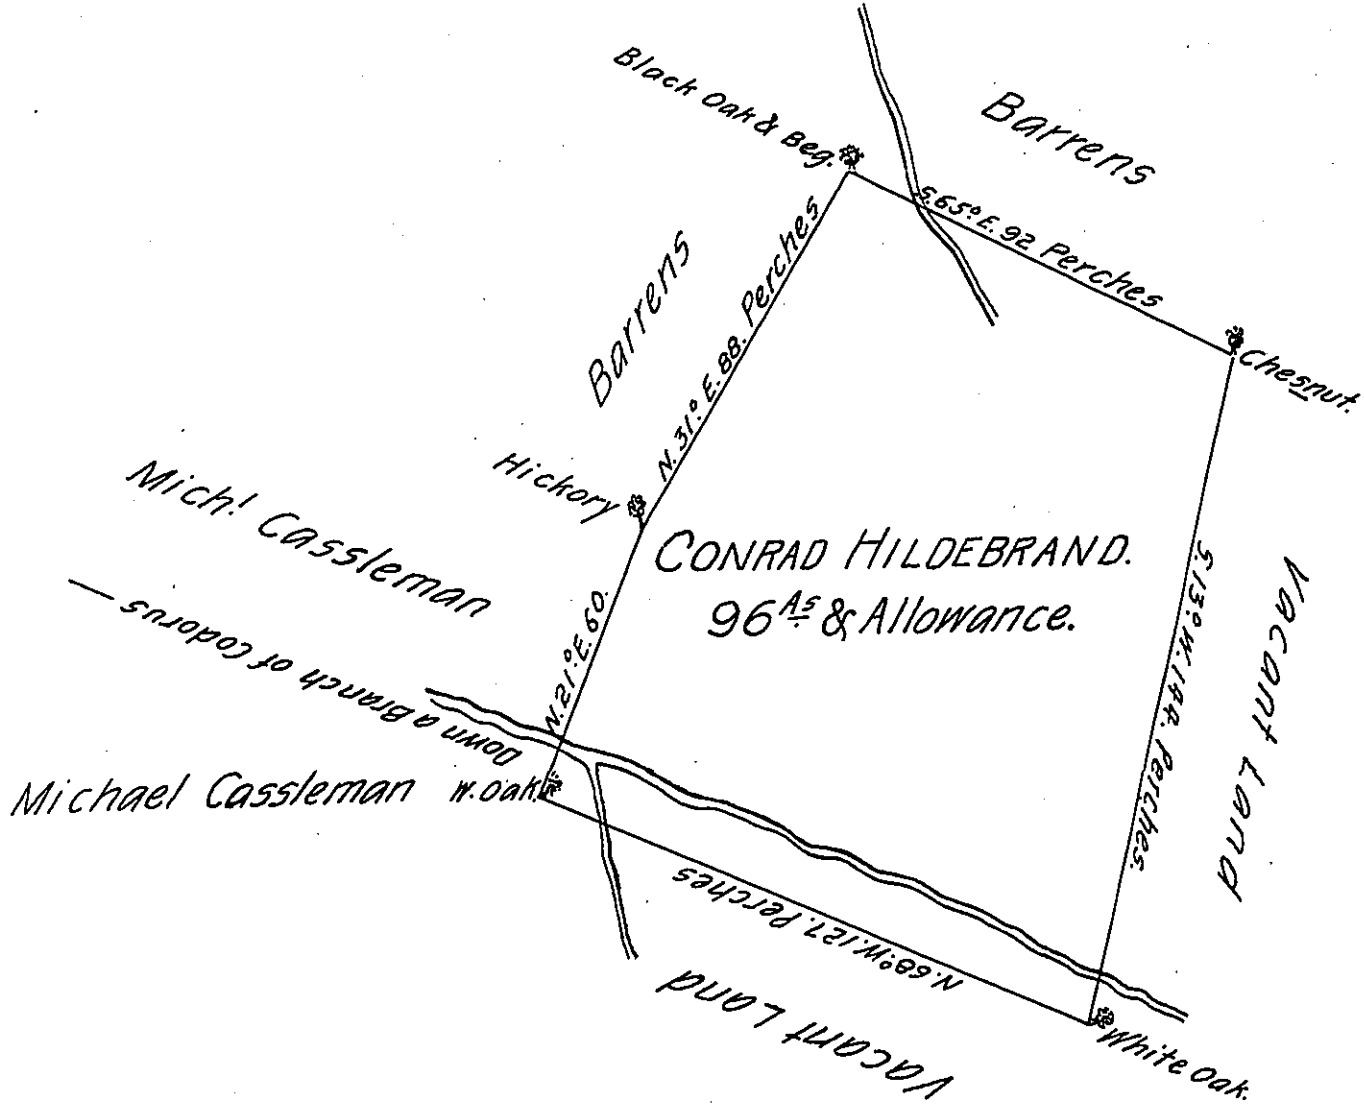 Black Oak & Beg.
Barrens
S. 65° E. 92 Perches
Chesnut.
Barrens
N. 31° E. 88. Perches
Hickory
Mich! Cassleman
CONRAD HILDEBRAND.
96 As & Allowance.
N. 21° E. 60.
S. 13° W. 144. Perches.
Vacant Land
Down a Branch of Codorus
Michael Cassleman
W. Oak.
N. 68° W. 127. Perches
Vacant Land
White Oak.